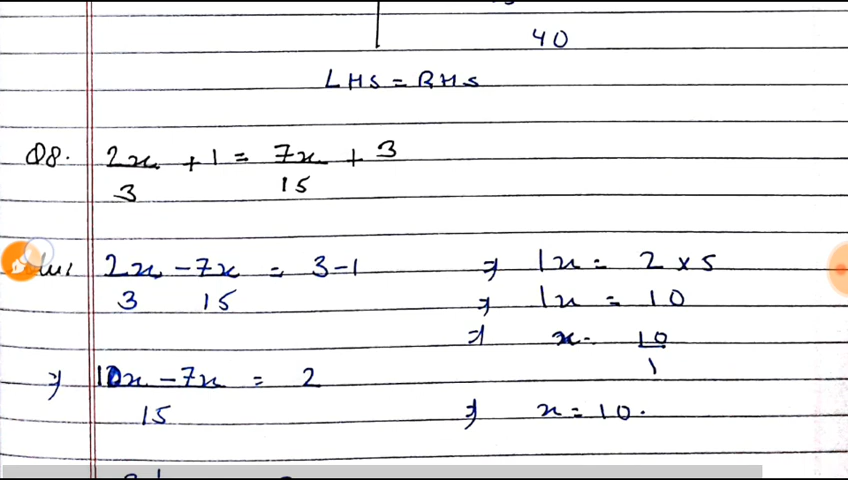 40
LHS = RHS
Q8. 2x/3 + 1 = 7x/15 + 3
2x/3 - 7x/15 = 3-1
⇒ 10x - 7x/15 = 2
⇒ 1x = 2 × 5
⇒ 1x = 10
⇒ x = 10/1
⇒ x = 10.